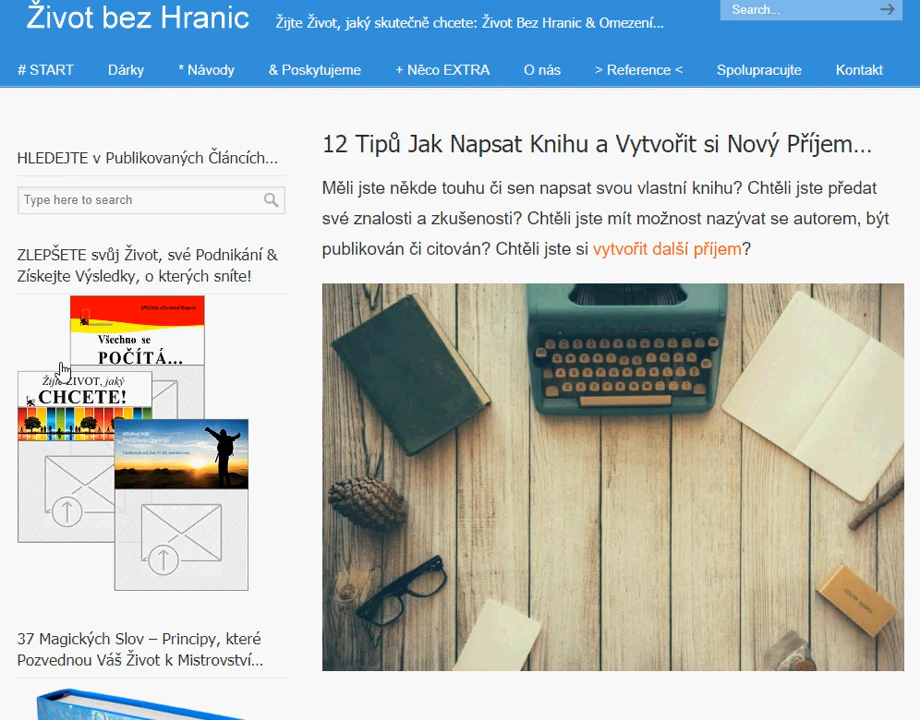 Život bez Hranic
Žijte Život, jaký skutečně chcete: Život Bez Hranic & Omezení...
Search...
# START Dárky * Návody & Poskytujeme + Něco EXTRA O nás > Reference < Spolupracujte Kontakt
HLEDEJTE v Publikovaných Článcích...
Type here to search
ZLEPŠETE svůj Život, své Podnikání &
Získejte Výsledky, o kterých sníte!
Všechno se
POČÍTÁ...
Žijte ŽIVOT, jaký
CHCETE!
37 Magických Slov – Principy, které
Pozvednou Váš Život k Mistrovství...
12 Tipů Jak Napsat Knihu a Vytvořit si Nový Příjem...
Měli jste někde touhu či sen napsat svou vlastní knihu? Chtěli jste předat
své znalosti a zkušenosti? Chtěli jste mít možnost nazývat se autorem, být
publikován či citován? Chtěli jste si vytvořit další příjem?